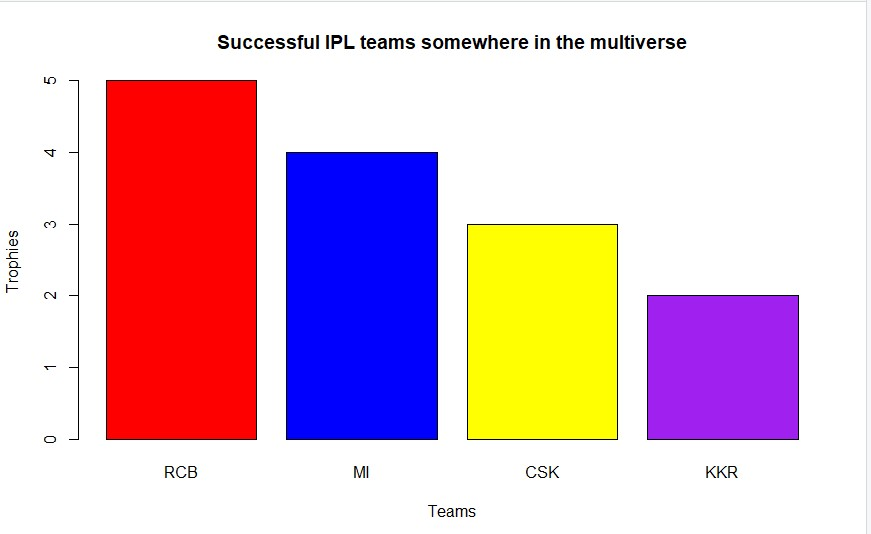 Successful IPL teams somewhere in the multiverse
Trophies
5
4
3
2
1
0
RCB MI CSK KKR
Teams